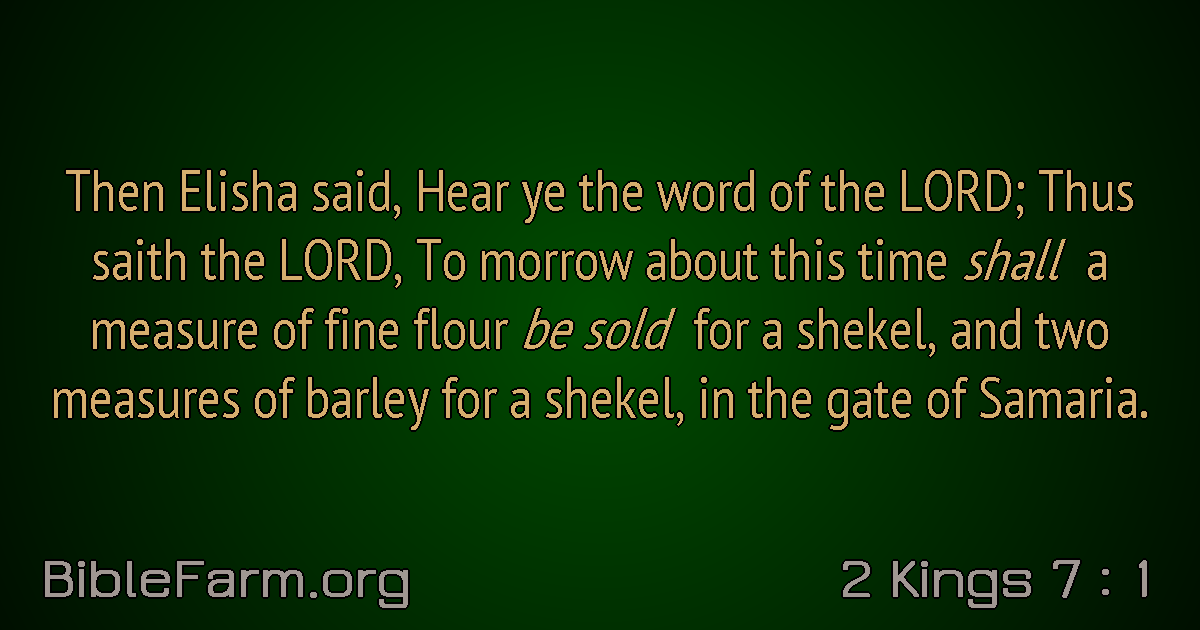 Then Elisha said, Hear ye the word of the LORD; Thus
saith the LORD, To morrow about this time shall a
measure of fine flour be sold for a shekel, and two
measures of barley for a shekel, in the gate of Samaria.
BibleFarm.org
2 Kings 7 : 1